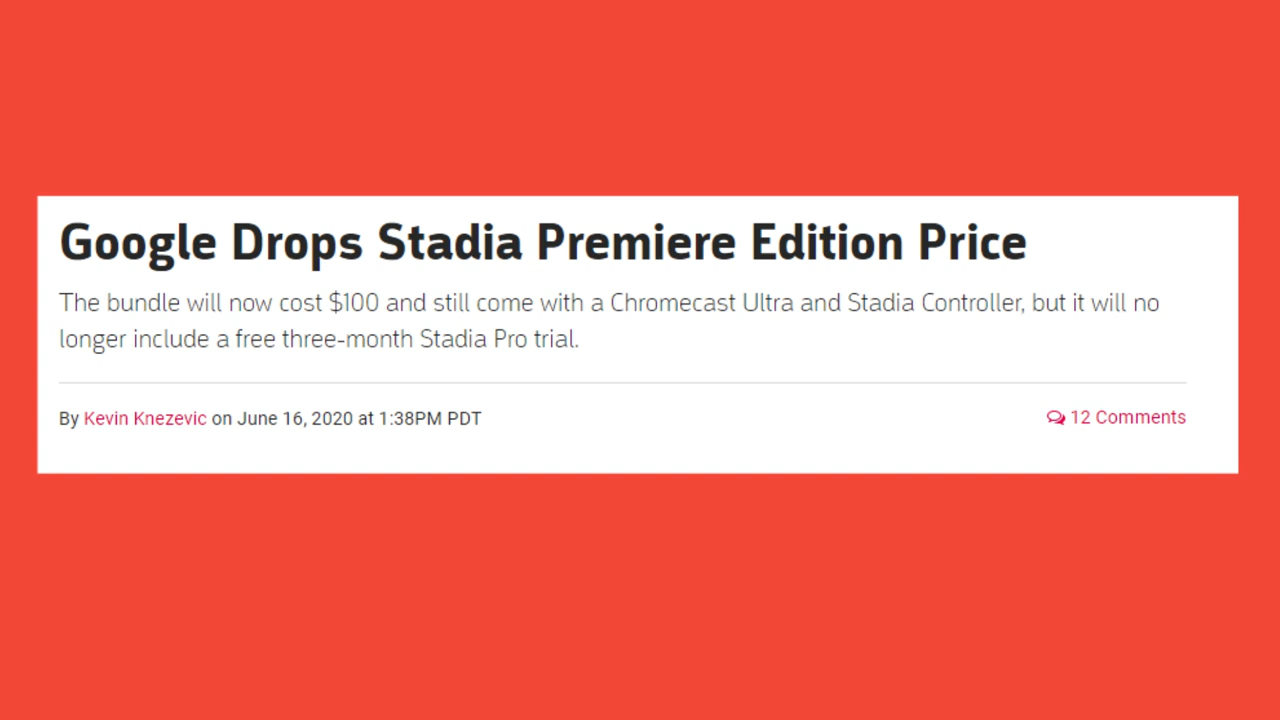 Google Drops Stadia Premiere Edition Price
The bundle will now cost $100 and still come with a Chromecast Ultra and Stadia Controller, but it will no
longer include a free three-month Stadia Pro trial.
By Kevin Knezevic on June 16, 2020 at 1:38PM PDT
12 Comments